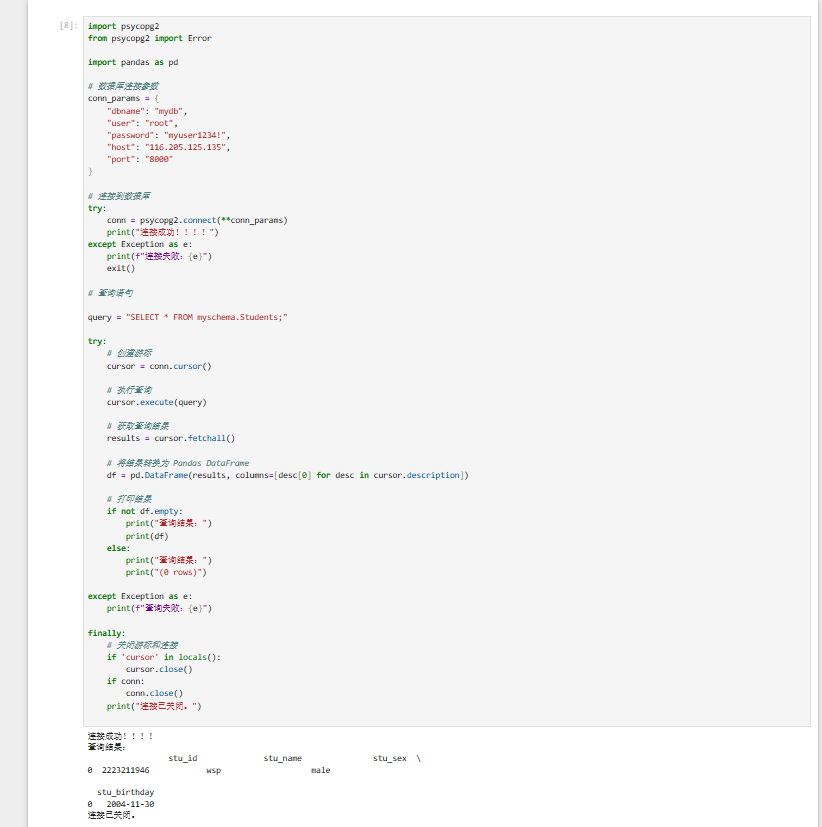 [8]:
import psycopg2
from psycopg2 import Error
import pandas as pd
# 数据库连接参数
conn_params = {
    "dbname": "mydb",
    "user": "root",
    "password": "myuser1234!",
    "host": "116.205.125.135",
    "port": "8000"
}
# 连接到数据库
try:
    conn = psycopg2.connect(**conn_params)
    print("连接成功！！！！")
except Exception as e:
    print(f"连接失败: {e}")
    exit()
# 查询语句
query = "SELECT * FROM myschema.Students;"
try:
    # 创建游标
    cursor = conn.cursor()
    # 执行查询
    cursor.execute(query)
    # 获取查询结果
    results = cursor.fetchall()
    # 将结果转换为 Pandas DataFrame
    df = pd.DataFrame(results, columns=[desc[0] for desc in cursor.description])
    # 打印结果
    if not df.empty:
        print("查询结果：")
        print(df)
    else:
        print("查询结果：")
        print("(0 rows)")
except Exception as e:
    print(f"查询失败: {e}")
finally:
    # 关闭游标和连接
    if 'cursor' in locals():
        cursor.close()
    if conn:
        conn.close()
    print("连接已关闭。")
连接成功！！！！
查询结果：
stu_id stu_name stu_sex \
0 2223211946 wsp male
stu_birthday
0 2004-11-30
连接已关闭。